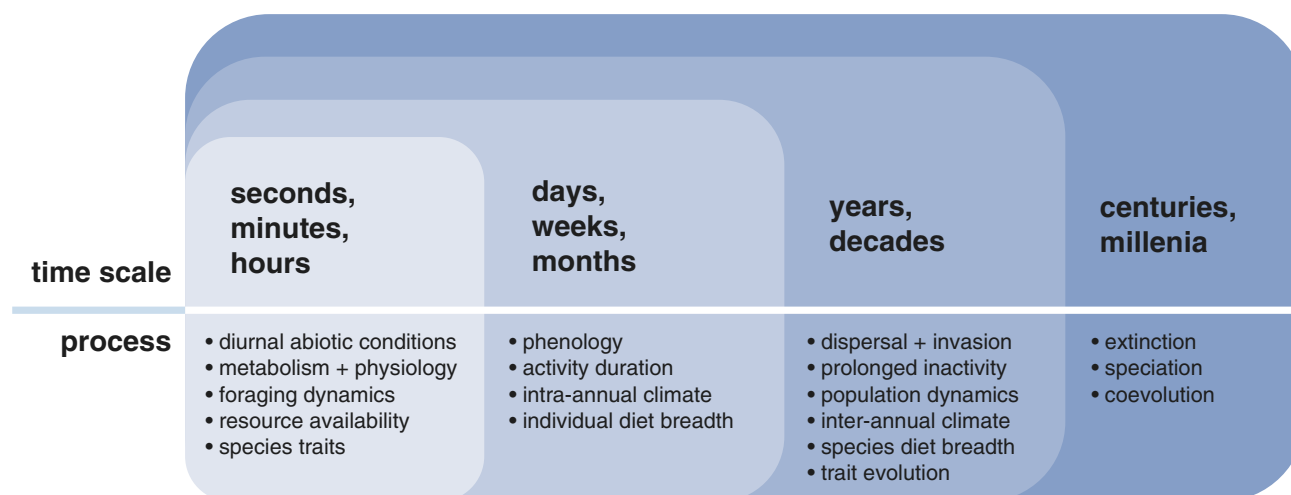 seconds,
minutes,
hours
days,
weeks,
months
years,
decades
centuries,
millenia
time scale
process
• diurnal abiotic conditions
• metabolism + physiology
• foraging dynamics
• resource availability
• species traits
• phenology
• activity duration
• intra-annual climate
• individual diet breadth
• dispersal + invasion
• prolonged inactivity
• population dynamics
• inter-annual climate
• species diet breadth
• trait evolution
• extinction
• speciation
• coevolution